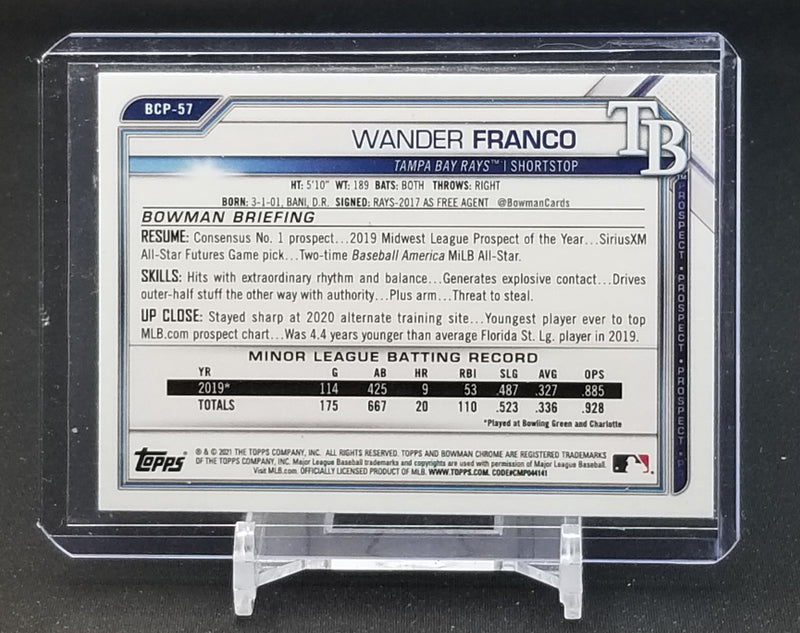 BCP-57
TB
WANDER FRANCO
TAMPA BAY RAYS™ | SHORTSTOP
HT: 5'10" WT: 189 BATS: BOTH THROWS: RIGHT
BORN: 3-1-01, BANI, D.R. SIGNED: RAYS-2017 AS FREE AGENT @BowmanCards
BOWMAN BRIEFING
RESUME: Consensus No. 1 prospect...2019 Midwest League Prospect of the Year...SiriusXM
All-Star Futures Game pick...Two-time Baseball America MiLB All-Star.
SKILLS: Hits with extraordinary rhythm and balance...Generates explosive contact...Drives
outer-half stuff the other way with authority...Plus arm...Threat to steal.
UP CLOSE: Stayed sharp at 2020 alternate training site...Youngest player ever to top
MLB.com prospect chart...Was 4.4 years younger than average Florida St. Lg. player in 2019.
MINOR LEAGUE BATTING RECORD
YR G AB HR RBI SLG AVG OPS
2019* 114 425 9 53 .487 .327 .885
TOTALS 175 667 20 110 .523 .336 .928
*Played at Bowling Green and Charlotte
Topps
® & © 2021 THE TOPPS COMPANY, INC. ALL RIGHTS RESERVED. TOPPS AND BOWMAN CHROME ARE REGISTERED TRADEMARKS
OF THE TOPPS COMPANY, INC. Major League Baseball trademarks and copyrights are used with permission of Major League Baseball.
Visit MLB.com. OFFICIALLY LICENSED PRODUCT OF MLB. WWW.TOPPS.COM. CODE#CMP044141
PROSPECT • PROSPECT • PROSPECT • P